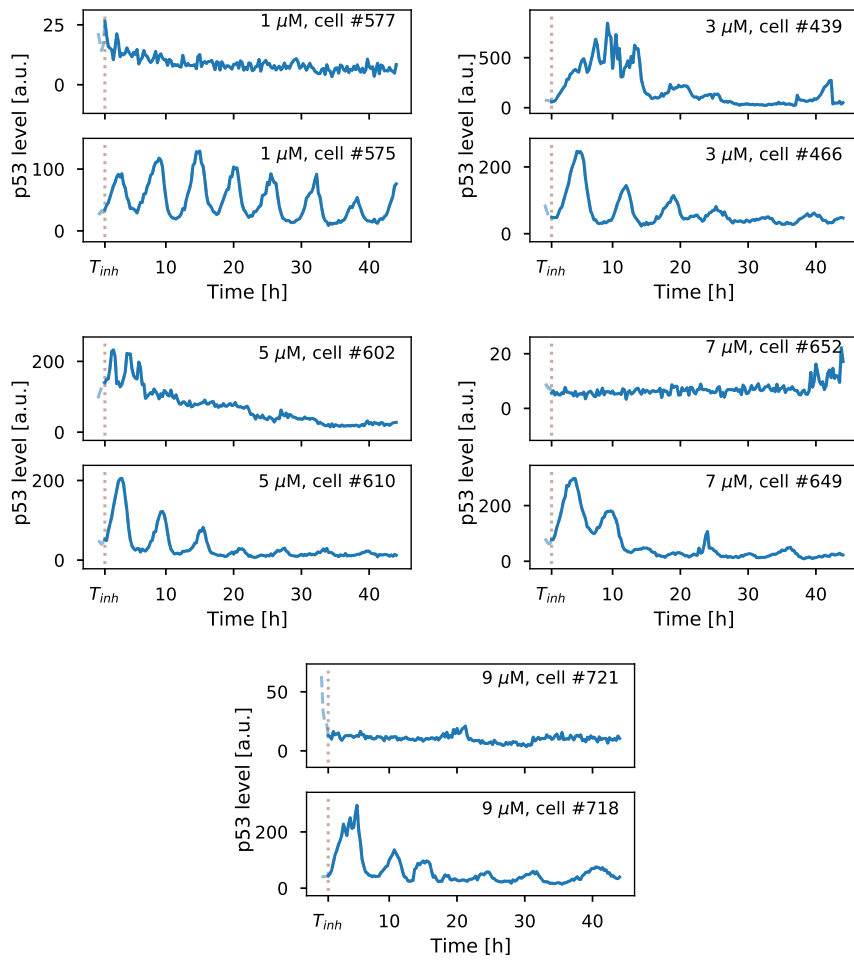 1 μM, cell #577
25
0
p53 level [a.u.]
1 μM, cell #575
100
0
T_inh
10
20
30
40
Time [h]
3 μM, cell #439
500
0
p53 level [a.u.]
3 μM, cell #466
200
0
T_inh
10
20
30
40
Time [h]
5 μM, cell #602
200
0
p53 level [a.u.]
5 μM, cell #610
200
0
T_inh
10
20
30
40
Time [h]
7 μM, cell #652
20
0
p53 level [a.u.]
7 μM, cell #649
200
0
T_inh
10
20
30
40
Time [h]
9 μM, cell #721
50
0
p53 level [a.u.]
9 μM, cell #718
200
0
T_inh
10
20
30
40
Time [h]